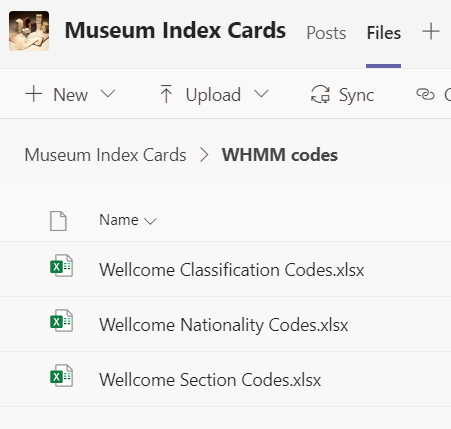 Museum Index Cards Posts Files
New Upload Sync
Museum Index Cards > WHMM codes
Name
Wellcome Classification Codes.xlsx
Wellcome Nationality Codes.xlsx
Wellcome Section Codes.xlsx